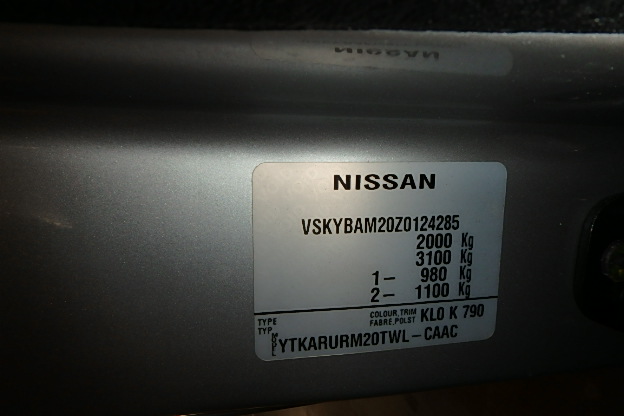 NISSAN
VSKYBAM20Z0124285
2000 Kg
3100 Kg
1- 980 Kg
2- 1100 Kg
TYPE
TYP
COLOUR,TRIM
FABRE,POLST
KL0 K 790
MODEL
YTKARURM20TWL-CAAC